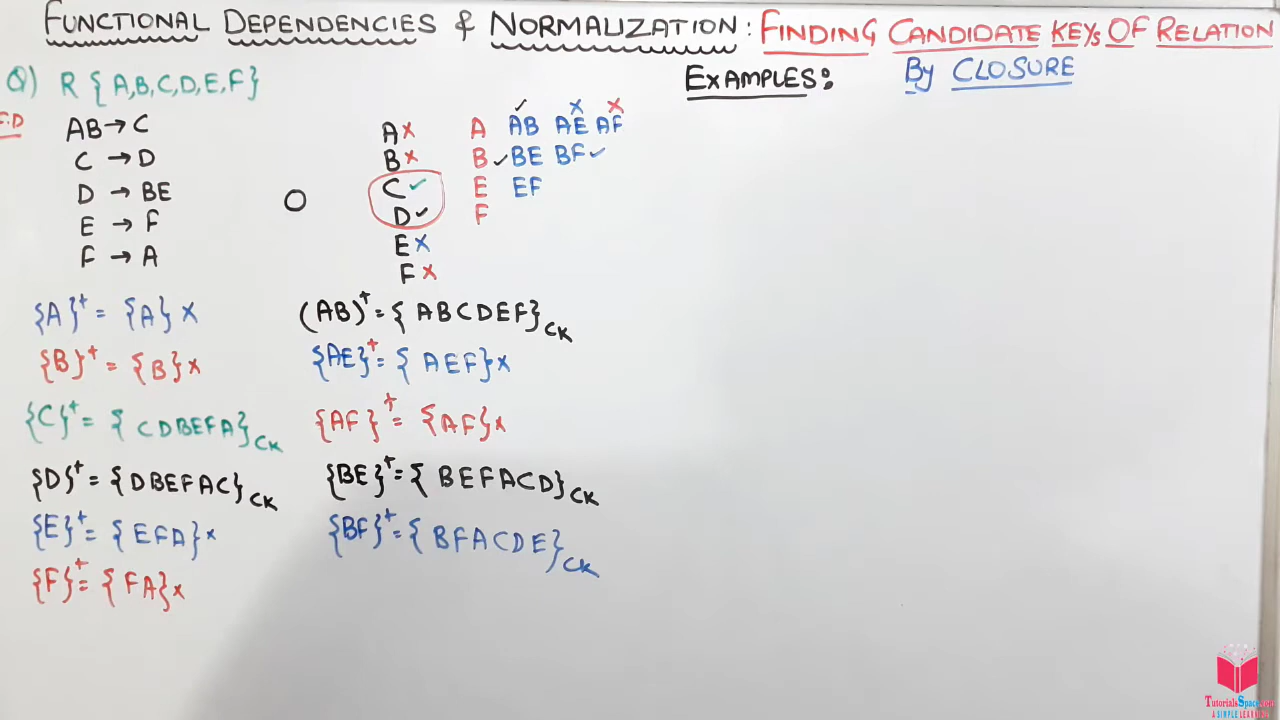 FUNCTIONAL DEPENDENCIES & NORMALIZATION: FINDING CANDIDATE KEYS OF RELATION
EXAMPLES: By CLOSURE
Q) R {A,B,C,D,E,F}
F.D
AB → C
C → D
D → BE
E → F
F → A
A ×
B ×
C ✓
D ✓
E ×
F ×
A AB ✓ AE × AF ×
B ✓ BE BF ✓
E EF
F
{A}⁺ = {A} ×
{B}⁺ = {B} ×
{C}⁺ = { CDBEFA}CK
{D}⁺ = {DBEFAC}CK
{E}⁺ = {EFA} ×
{F}⁺ = {FA} ×
(AB)⁺ = { ABCDEF}CK
{AE}⁺ = { AEF} ×
{AF}⁺ = {AF} ×
{BE}⁺ = { BEFACD}CK
{BF}⁺ = { BFACDE}CK
TutorialsSpace.com
A SIMPLE LEARNING